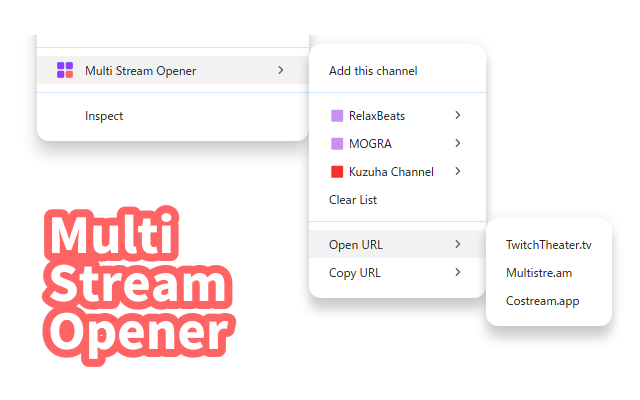 Multi Stream Opener
Inspect
Add this channel
RelaxBeats
MOGRA
Kuzuha Channel
Clear List
Open URL
Copy URL
TwitchTheater.tv
Multistre.am
Costream.app
Multi
Stream
Opener